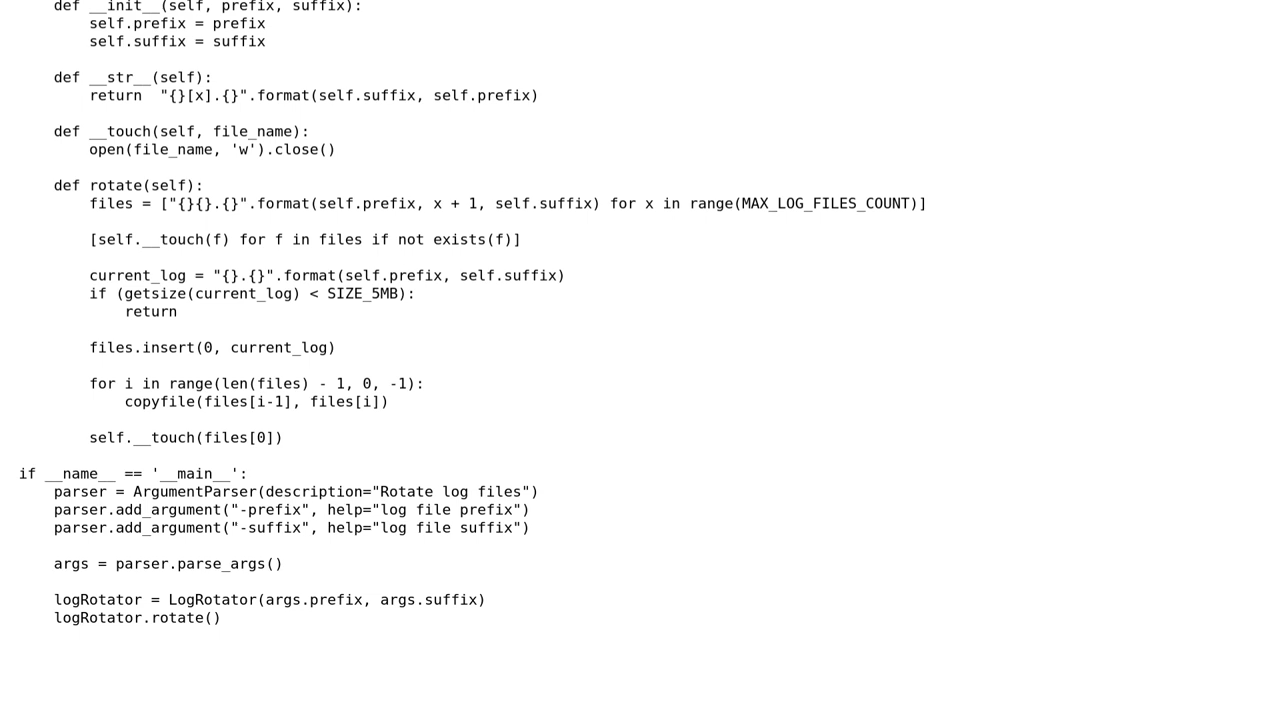 def __init__(self, prefix, suffix):
        self.prefix = prefix
        self.suffix = suffix

    def __str__(self):
        return  "{}[x].{}".format(self.suffix, self.prefix)

    def __touch(self, file_name):
        open(file_name, 'w').close()

    def rotate(self):
        files = ["{}{}.{}".format(self.prefix, x + 1, self.suffix) for x in range(MAX_LOG_FILES_COUNT)]

        [self.__touch(f) for f in files if not exists(f)]

        current_log = "{}.{}".format(self.prefix, self.suffix)
        if (getsize(current_log) < SIZE_5MB):
            return

        files.insert(0, current_log)

        for i in range(len(files) - 1, 0, -1):
            copyfile(files[i-1], files[i])

        self.__touch(files[0])

if __name__ == '__main__':
    parser = ArgumentParser(description="Rotate log files")
    parser.add_argument("-prefix", help="log file prefix")
    parser.add_argument("-suffix", help="log file suffix")

    args = parser.parse_args()

    logRotator = LogRotator(args.prefix, args.suffix)
    logRotator.rotate()